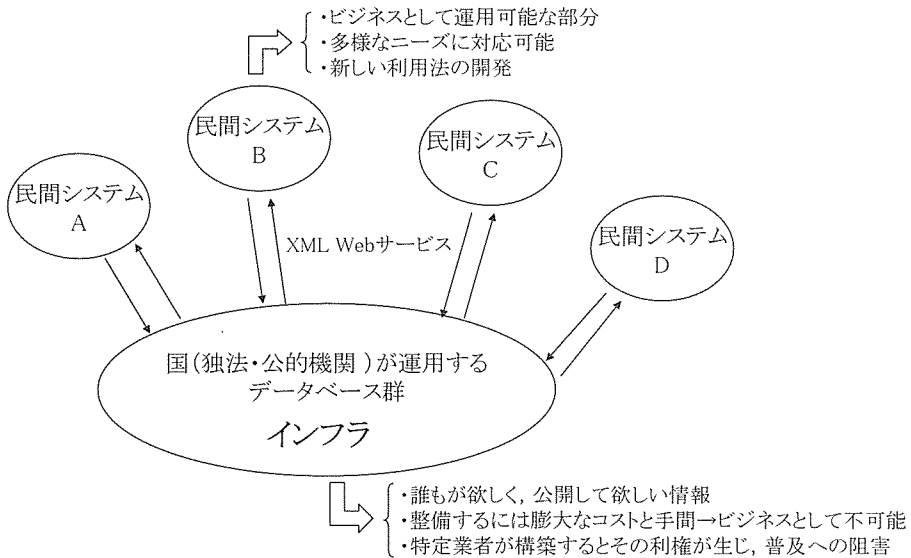 ・ビジネスとして運用可能な部分
・多様なニーズに対応可能
・新しい利用法の開発
民間システム
B
民間システム
C
民間システム
A
民間システム
D
XML Webサービス
国(独法・公的機関)が運用する
データベース群
インフラ
・誰もが欲しく,公開して欲しい情報
・整備するには膨大なコストと手間→ビジネスとして不可能
・特定業者が構築するとその利権が生じ,普及への阻害